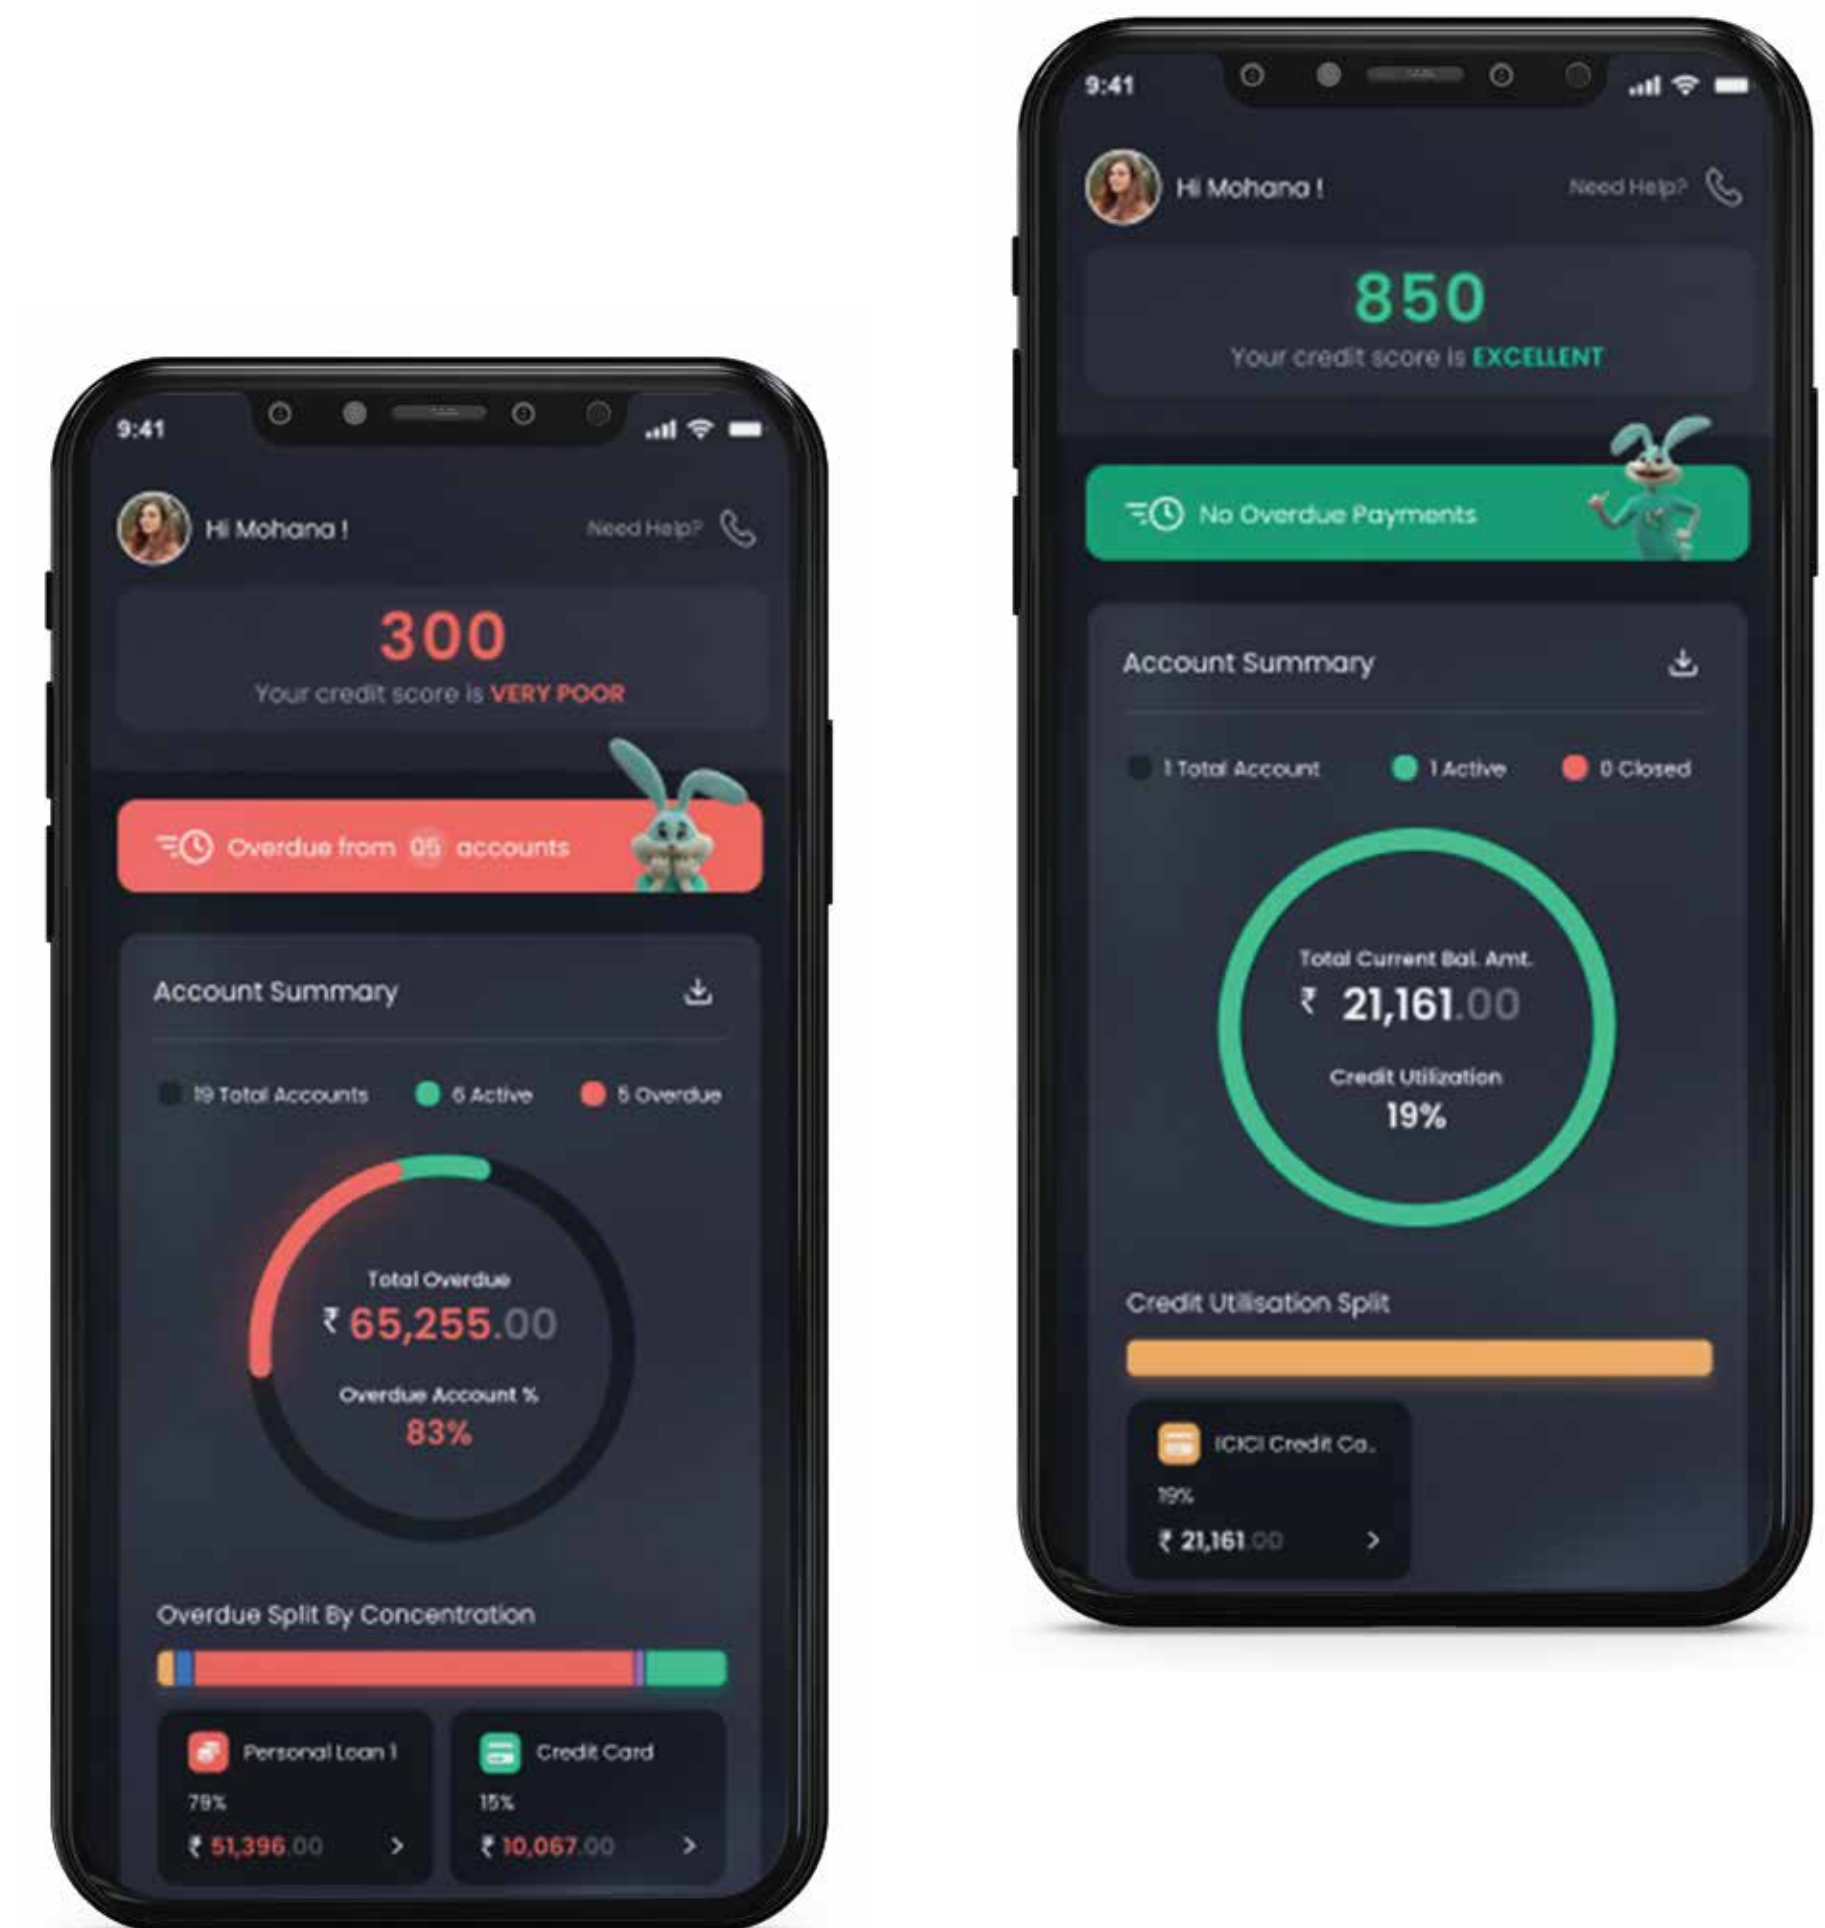 9:41
Hi Mohana !
Need Help?
300
Your credit score is VERY POOR
Overdue from 05 accounts
Account Summary
19 Total Accounts
6 Active
5 Overdue
Total Overdue
₹ 65,255.00
Overdue Account %
83%
Overdue Split By Concentration
Personal Loan 1
79%
₹ 51,396.00
Credit Card
15%
₹ 10,067.00
9:41
Hi Mohana !
Need Help?
850
Your credit score is EXCELLENT
No Overdue Payments
Account Summary
1 Total Account
1 Active
0 Closed
Total Current Bal. Amt.
₹ 21,161.00
Credit Utilization
19%
Credit Utilisation Split
ICICI Credit Ca..
19%
₹ 21,161.00